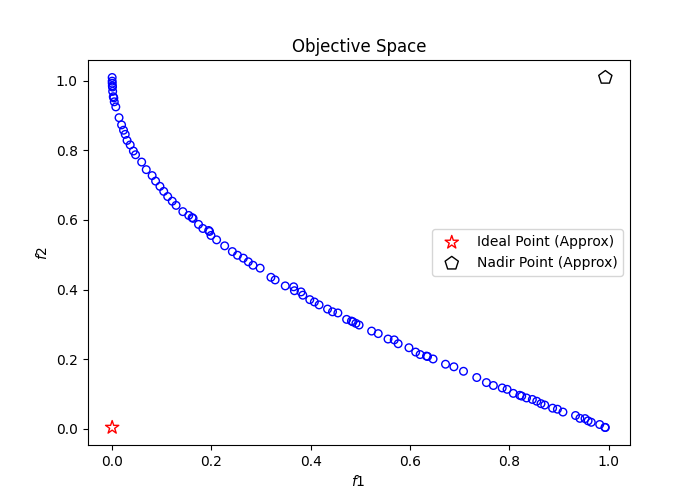 Objective Space
1.0
0.8
0.6
0.4
0.2
0.0
f2
Ideal Point (Approx)
Nadir Point (Approx)
0.0 0.2 0.4 0.6 0.8 1.0
f1